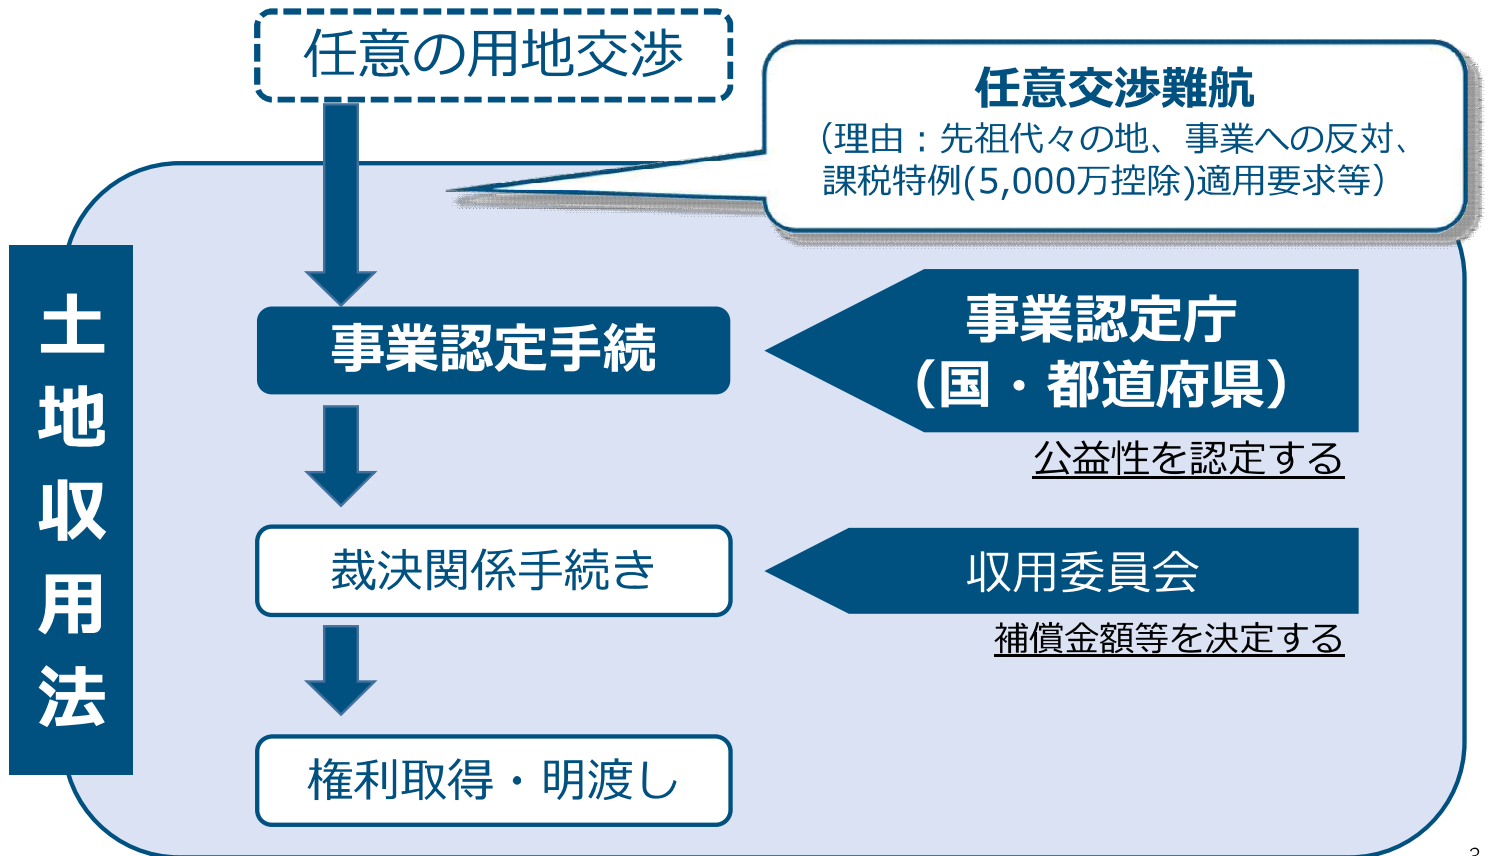 任意の用地交渉
任意交渉難航
（理由：先祖代々の地、事業への反対、
課税特例(5,000万控除)適用要求等）
土地収用法
事業認定手続
事業認定庁
（国・都道府県）
公益性を認定する
裁決関係手続き
収用委員会
補償金額等を決定する
権利取得・明渡し
3